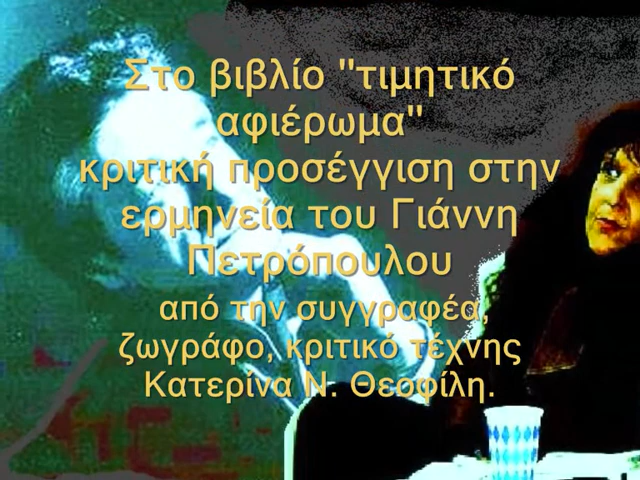 Στο βιβλίο "τιμητικό
αφιέρωμα"
κριτική προσέγγιση στην
ερμηνεία του Γιάννη
Πετρόπουλου
από την συγγραφέα,
ζωγράφο, κριτικό τέχνης
Κατερίνα Ν. Θεοφίλη.